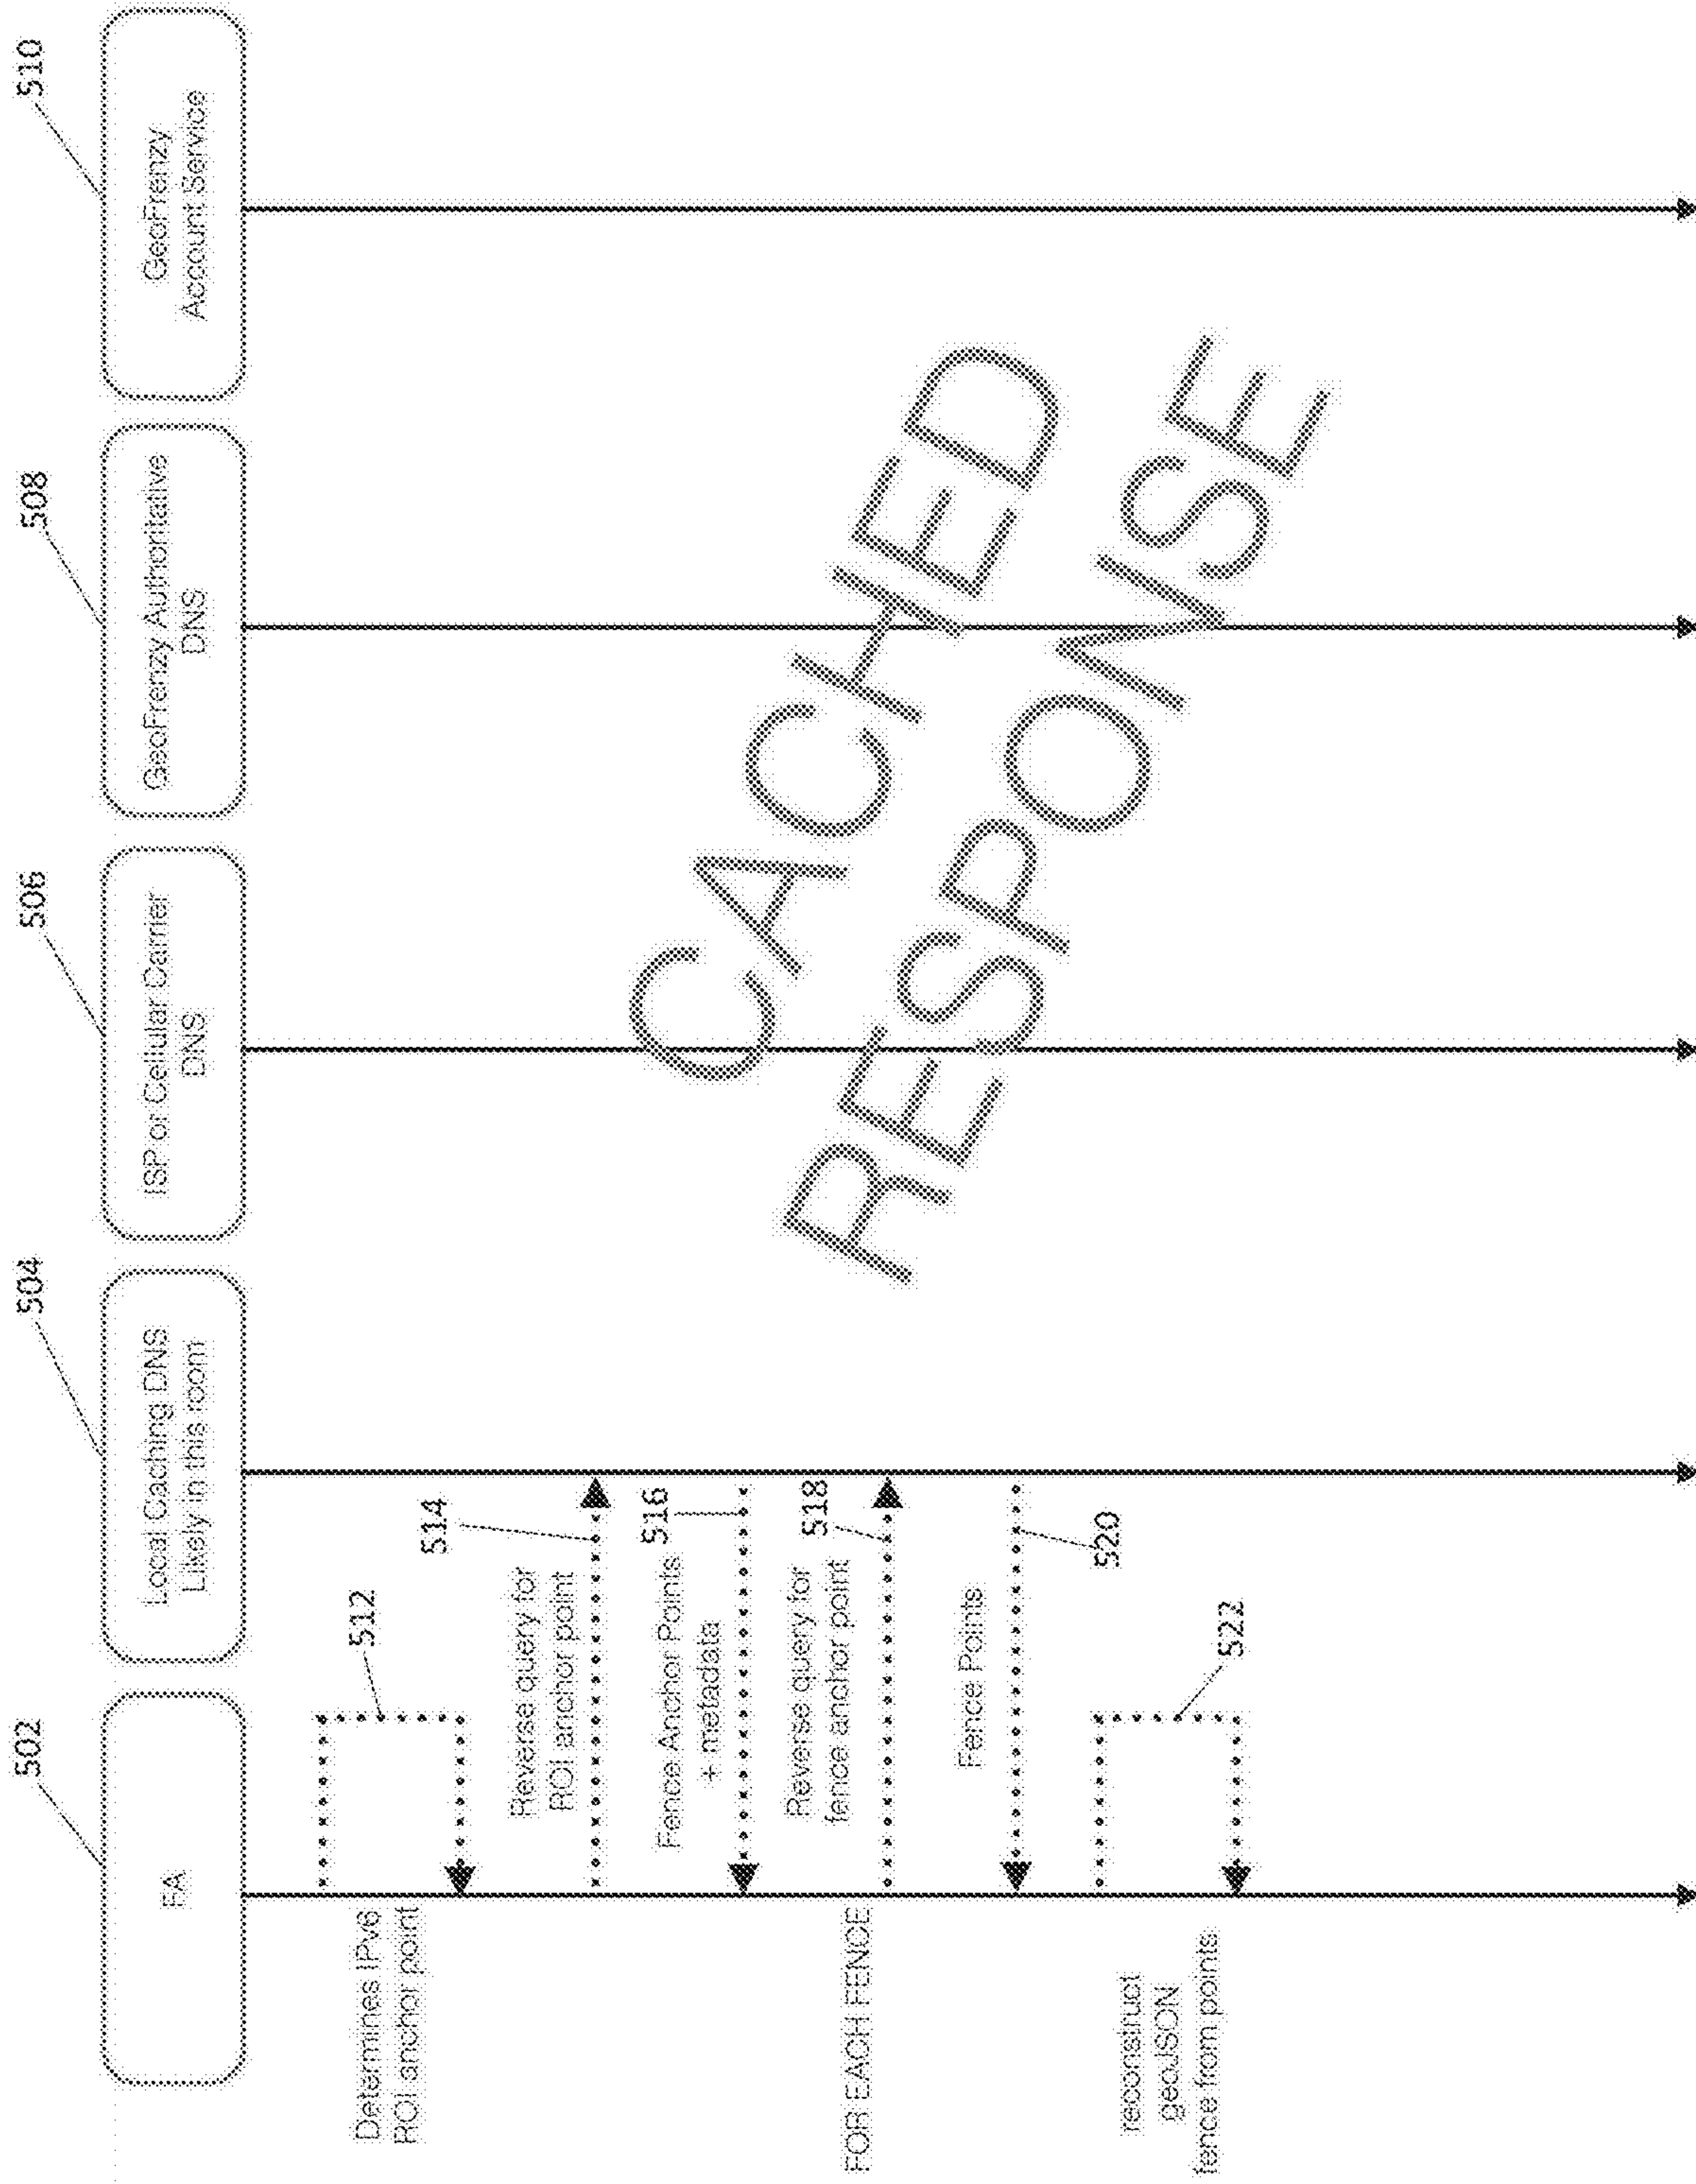 502
504
506
508
510
FA
Local Caching DNS
Likely in this room
ISP or Cellular Carrier
DNS
GeoFrenzy Authoritative
DNS
GeoFrenzy
Account Service
Determines IPv6
ROI anchor point
512
Reverse query for
ROI anchor point
514
Fence Anchor Points
+ metadata
516
FOR EACH FENCE
Reverse query for
fence anchor point
518
Fence Points
520
reconstruct
geoJSON
fence from points
522
CACHED
RESPONSE